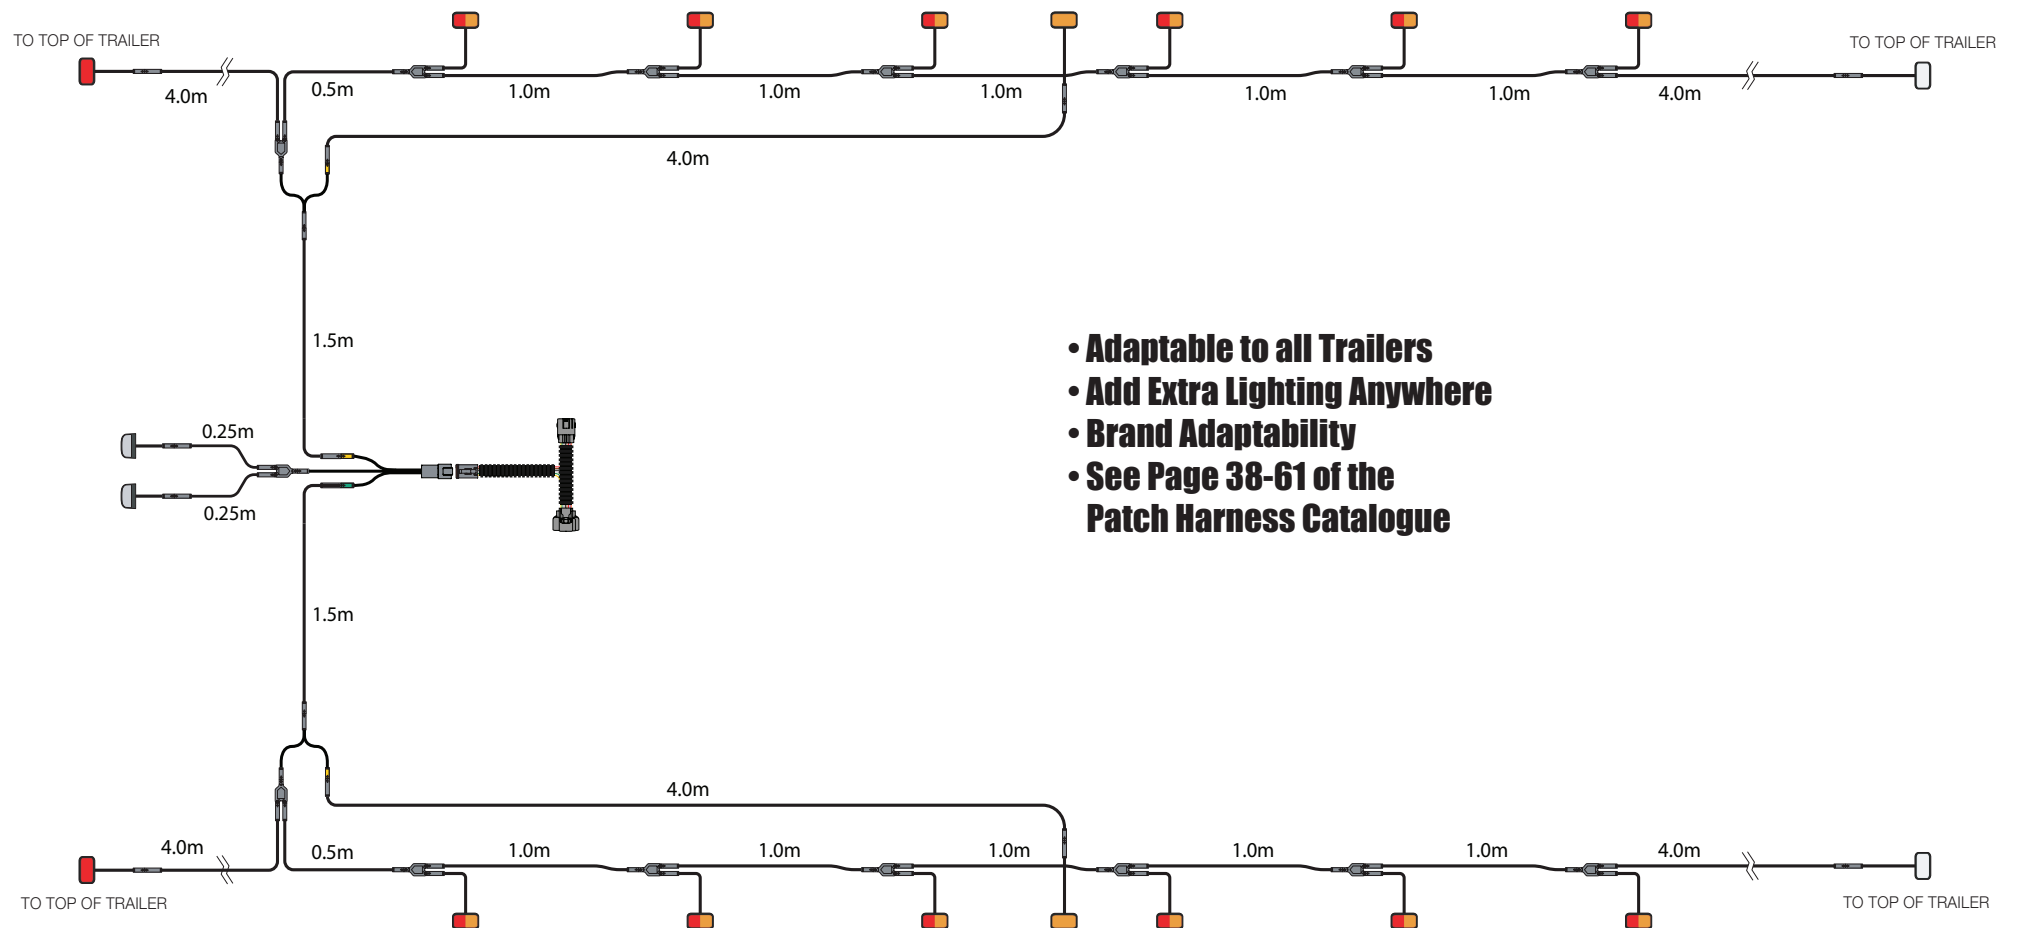 TO TOP OF TRAILER
TO TOP OF TRAILER
4.0m
0.5m
1.0m
1.0m
1.0m
1.0m
1.0m
4.0m
4.0m
1.5m
0.25m
0.25m
• Adaptable to all Trailers
• Add Extra Lighting Anywhere
• Brand Adaptability
• See Page 38-61 of the
Patch Harness Catalogue
1.5m
4.0m
4.0m
0.5m
1.0m
1.0m
1.0m
1.0m
1.0m
4.0m
TO TOP OF TRAILER
TO TOP OF TRAILER